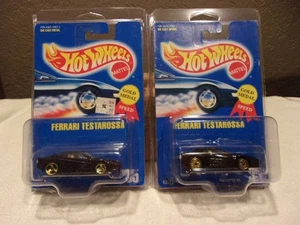 Hot Wheels
MATTEL
GOLD
MEDAL
SPEED
FERRARI TESTAROSSA
Hot Wheels
MATTEL
GOLD
MEDAL
SPEED
FERRARI TESTAROSSA